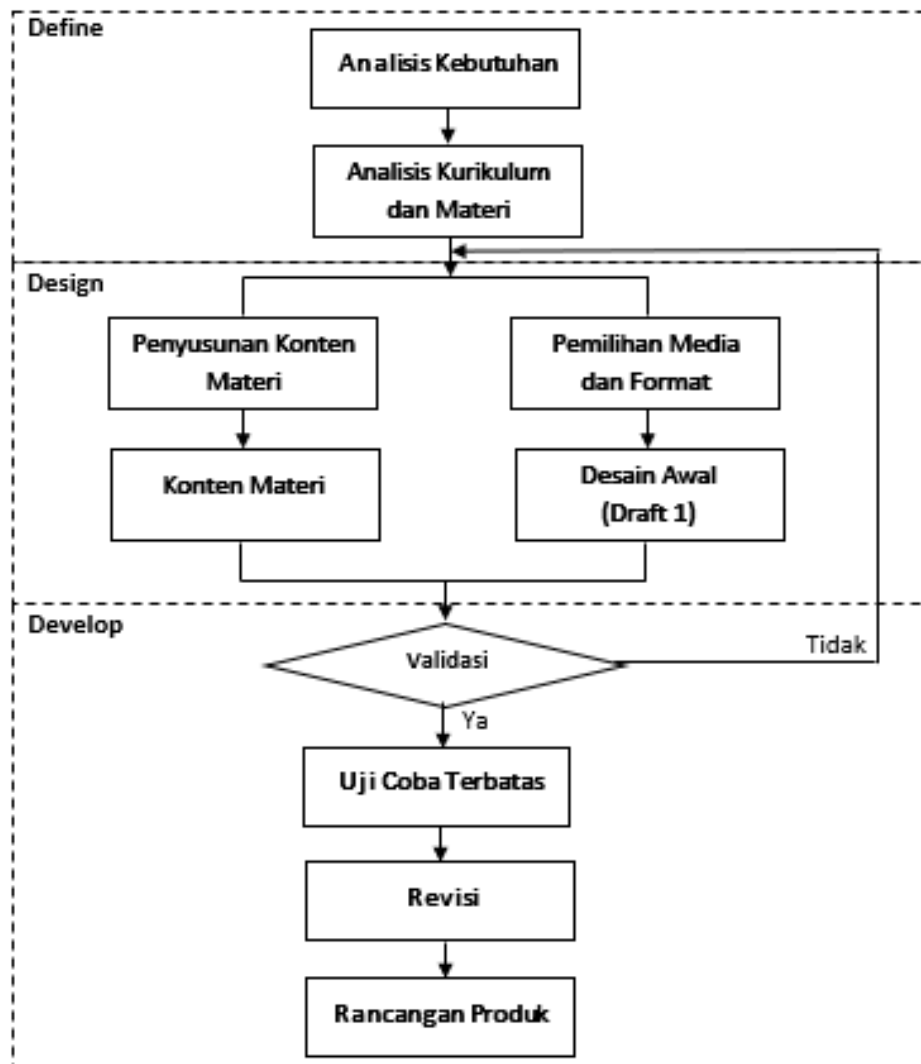 Define
Analisis Kebutuhan
Analisis Kurikulum
dan Materi
Design
Penyusunan Konten
Materi
Pemilihan Media
dan Format
Konten Materi
Desain Awal
(Draft 1)
Develop
Validasi
Tidak
Ya
Uji Coba Terbatas
Revisi
Rancangan Produk